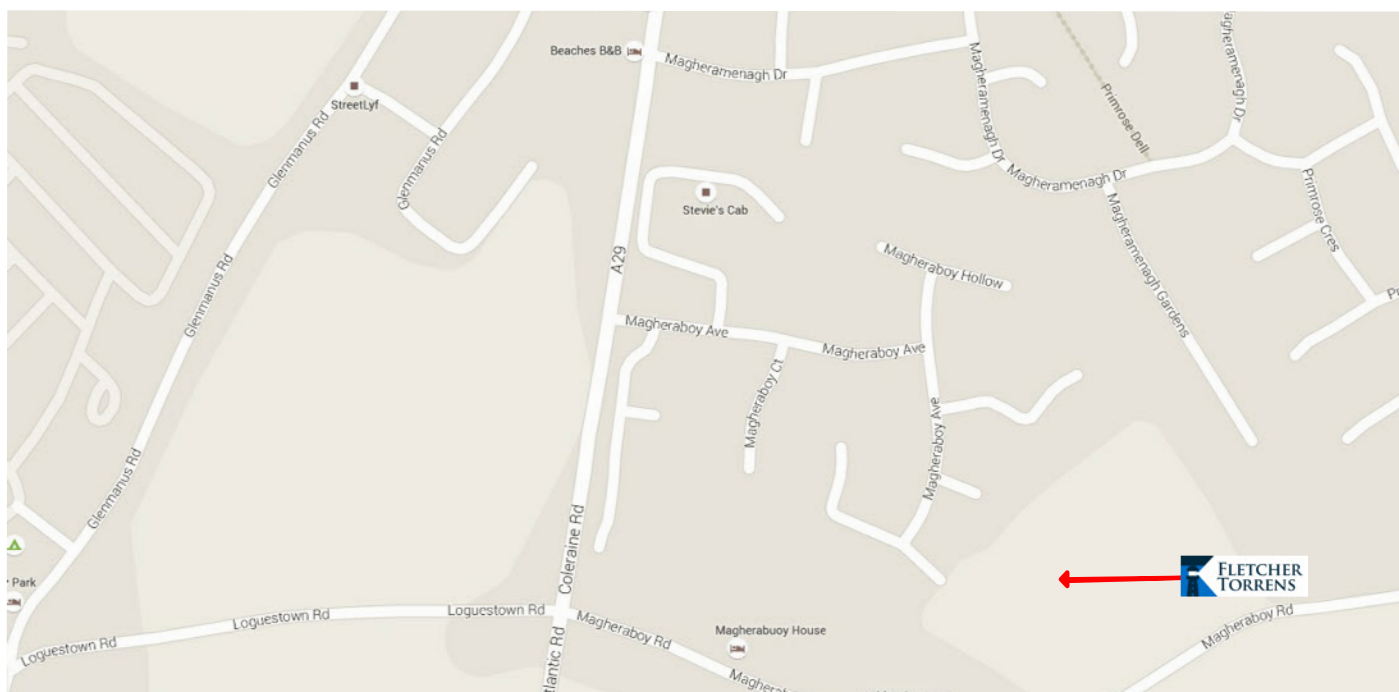 Beaches B&B
Magheramenagh Dr
StreetLyf
Glenmanus Rd
Glenmanus Rd
Magheramenagh Dr
Primrose Dell
Magheramenagh Dr
Magheramenagh Dr
Stevie's Cab
Primrose Cres
A29
Magheraboy Hollow
Magheramenagh Gardens
Glenmanus Rd
Magheraboy Ave
Magheraboy Ave
Magheraboy Ct
Magheraboy Ave
Glenmanus Rd
Coleraine Rd
Park
FLETCHER
TORRENS
Loguestown Rd
Loguestown Rd
Loguestown Rd
Magheraboy Rd
Magherabuoy House
Magheraboy Rd
tlantic Rd